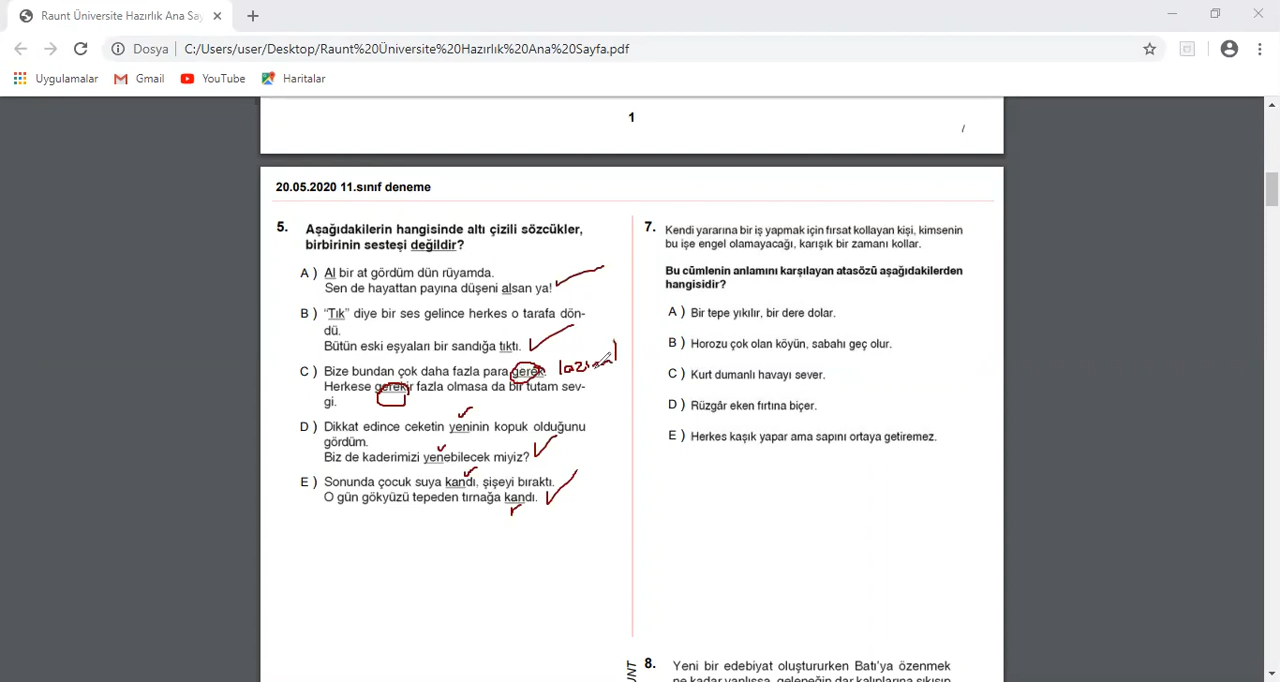 Raunt Üniversite Hazırlık Ana Say
Dosya C:/Users/user/Desktop/Raunt%20Üniversite%20Hazırlık%20Ana%20Sayfa.pdf
Uygulamalar Gmail YouTube Haritalar
1
20.05.2020 11.sınıf deneme
5. Aşağıdakilerin hangisinde altı çizili sözcükler,
birbirinin sesteşi değildir?
A ) Al bir at gördüm dün rüyamda.
Sen de hayattan payına düşeni alsan ya!
B ) “Tık” diye bir ses gelince herkes o tarafa dön-
dü.
Bütün eski eşyaları bir sandığa tıktı.
C ) Bize bundan çok daha fazla para gerek.
Herkese gerekir fazla olmasa da bir tutam sev-
gi.
D ) Dikkat edince ceketin yeninin kopuk olduğunu
gördüm.
Biz de kaderimizi yenebilecek miyiz?
E ) Sonunda çocuk suya kandı, şişeyi bıraktı.
O gün gökyüzü tepeden tırnağa kandı.
7. Kendi yararına bir iş yapmak için fırsat kollayan kişi, kimsenin
bu işe engel olamayacağı, karışık bir zamanı kollar.
Bu cümlenin anlamını karşılayan atasözü aşağıdakilerden
hangisidir?
A ) Bir tepe yıkılır, bir dere dolar.
B ) Horozu çok olan köyün, sabahı geç olur.
C ) Kurt dumanlı havayı sever.
D ) Rüzgâr eken fırtına biçer.
E ) Herkes kaşık yapar ama sapını ortaya getiremez.
8. Yeni bir edebiyat oluştururken Batı’ya özenmek
ne kadar yanlışsa, geleneğin dar kalıplarına sıkışıp